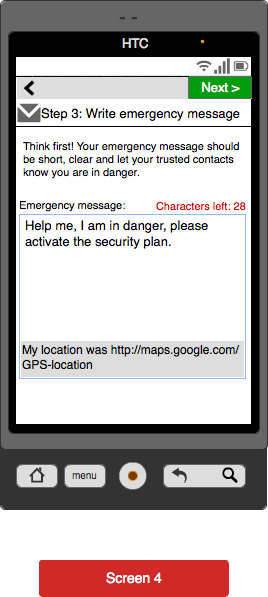 HTC
Next >
Step 3: Write emergency message
Think first! Your emergency message should
be short, clear and let your trusted contacts
know you are in danger.
Emergency message:
Characters left: 28
Help me, I am in danger, please
activate the security plan.
My location was http://maps.google.com/
GPS-location
menu
Screen 4